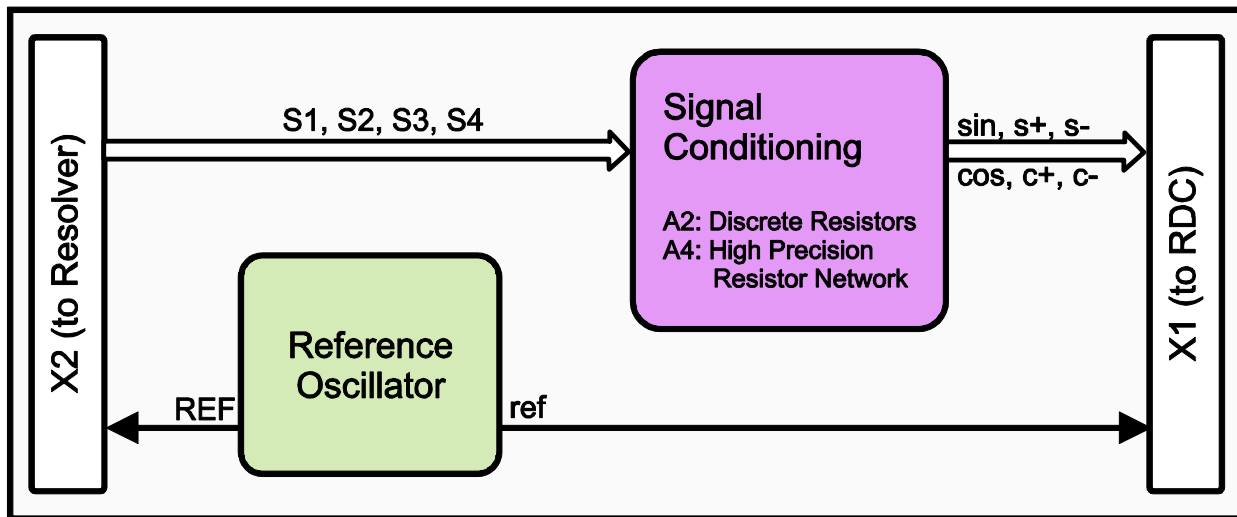 X2 (to Resolver)
S1, S2, S3, S4
Signal
Conditioning
A2: Discrete Resistors
A4: High Precision
Resistor Network
sin, s+, s-
cos, c+, c-
X1 (to RDC)
Reference
Oscillator
REF
ref